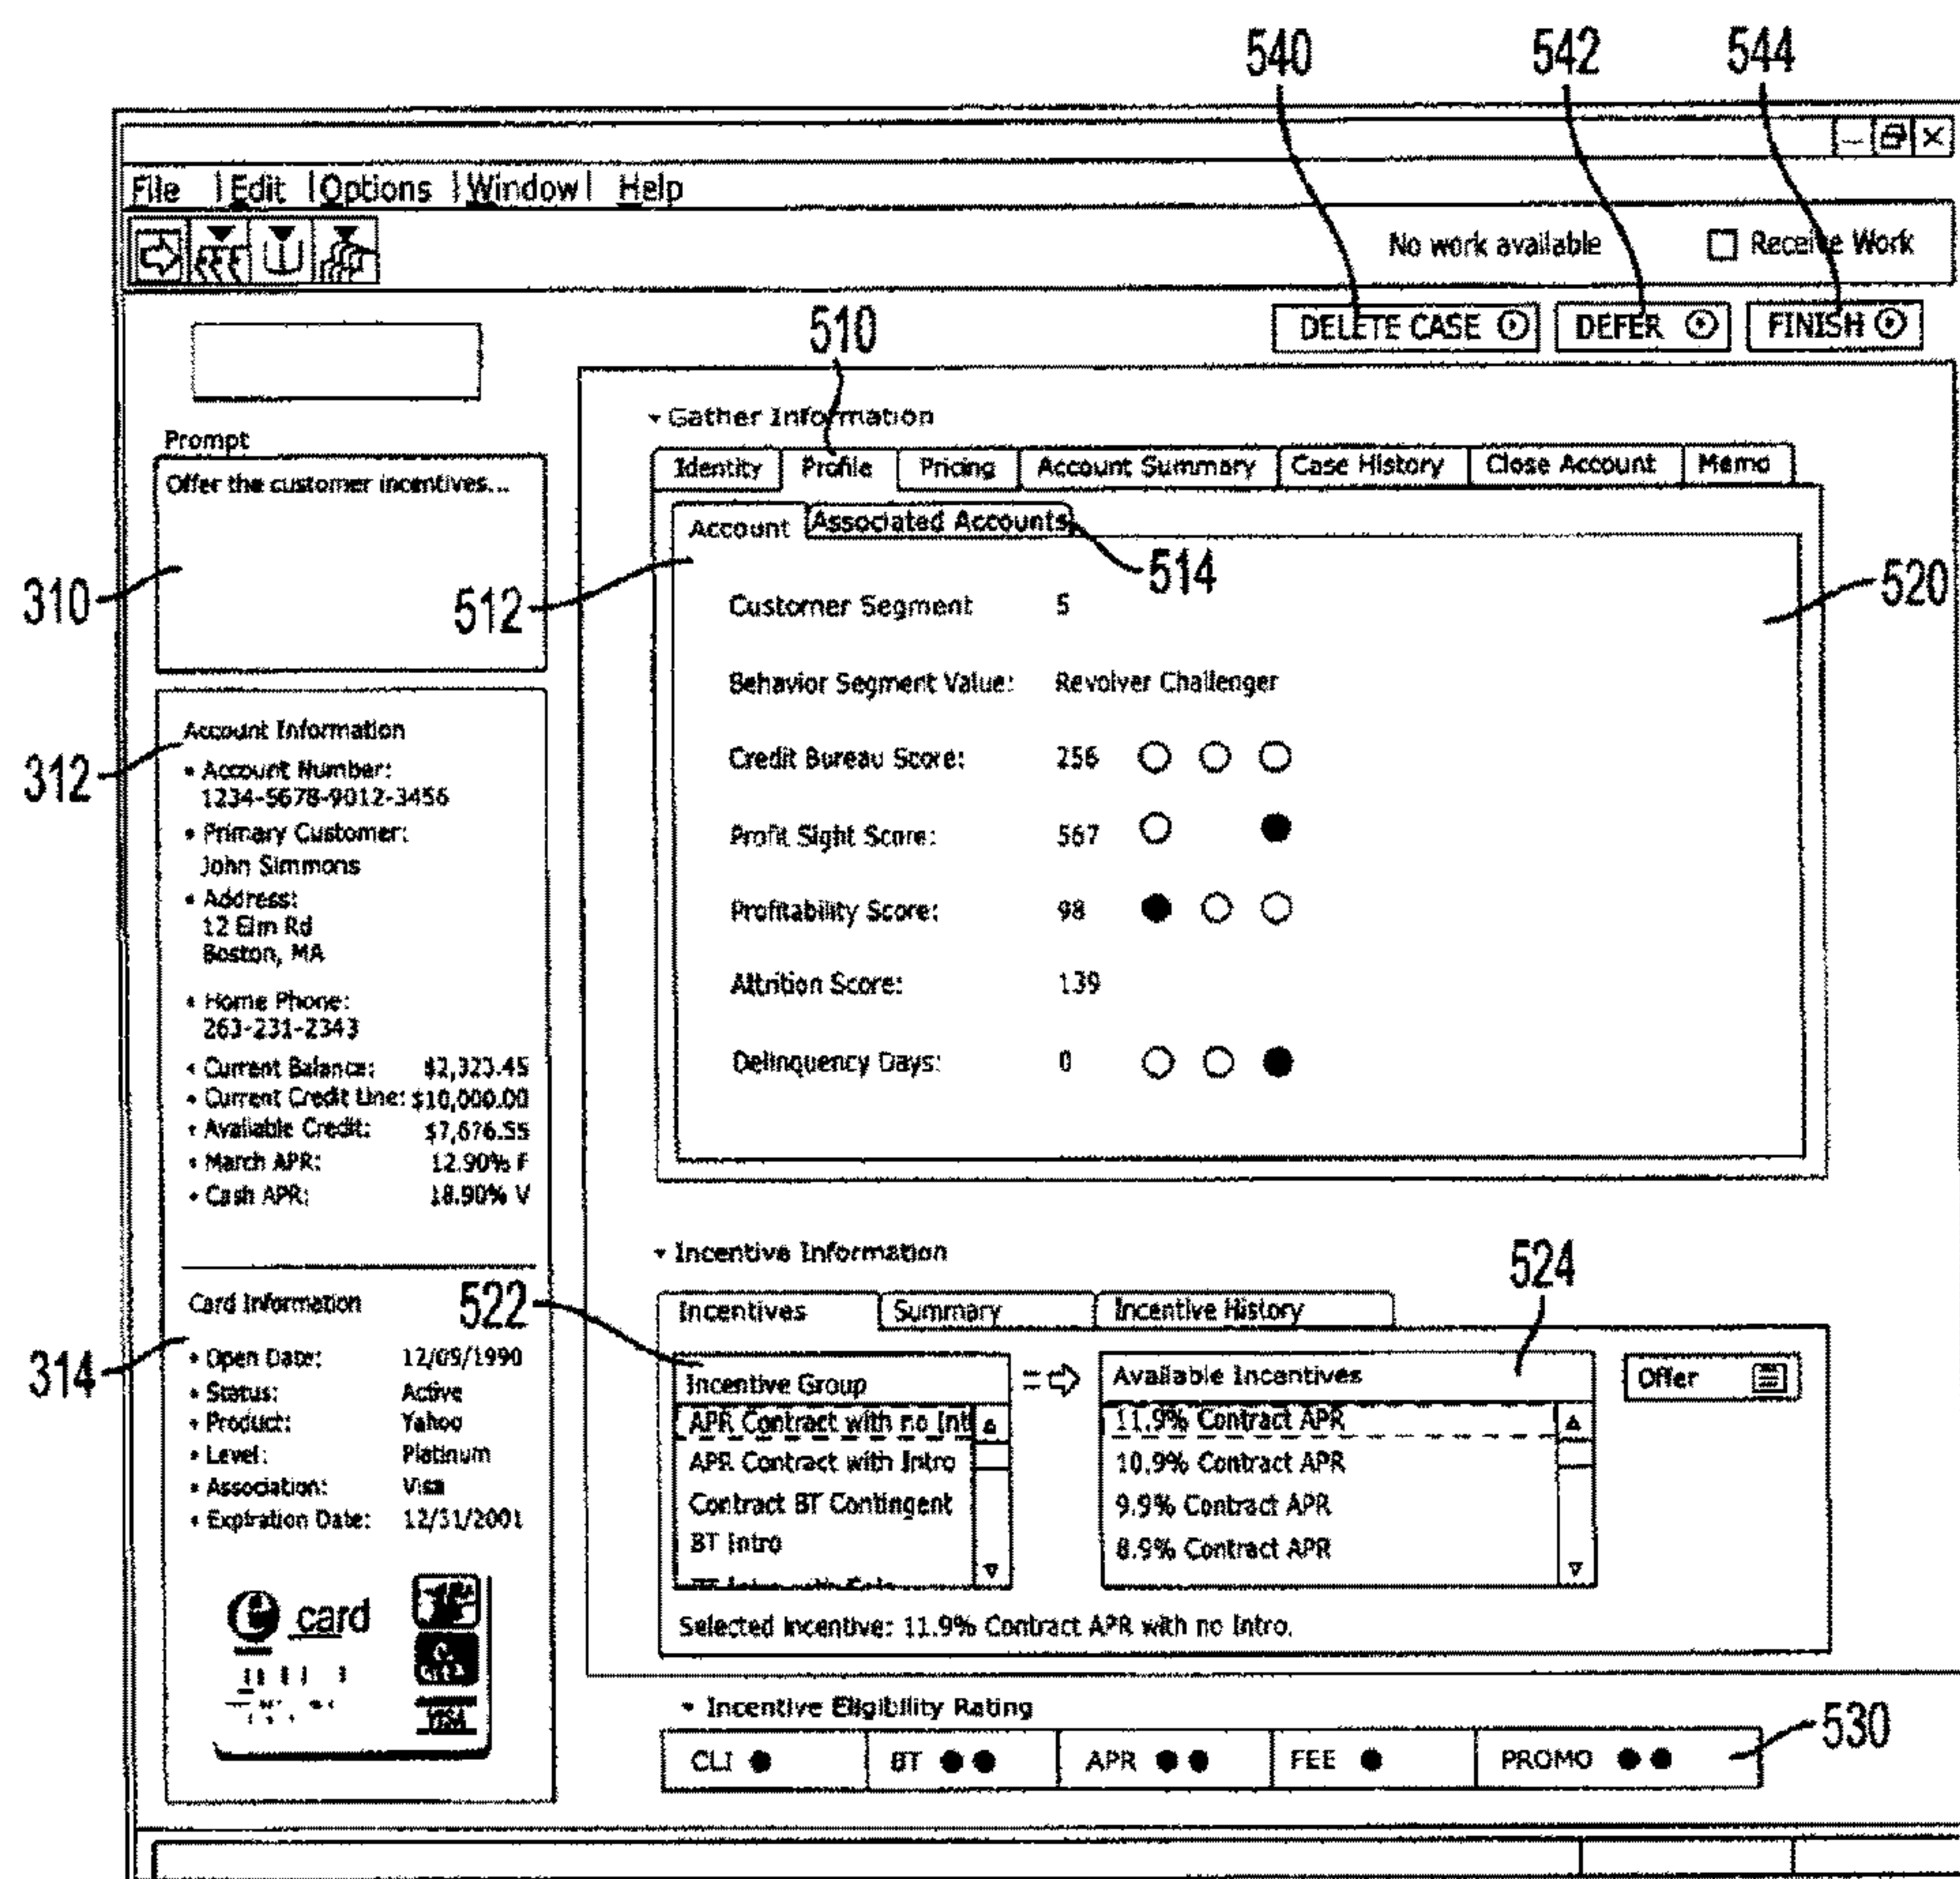 540 542 544
File Edit Options Window Help
No work available Receive Work
DELETE CASE DEFER FINISH
510
Gather Information
Prompt
Identity Profile Pricing Account Summary Case History Close Account Memo
Offer the customer incentives...
Account Associated Accounts
310
512
514
520
Customer Segment 5
Behavior Segment Value: Revolver Challenger
Credit Bureau Score: 256
Profit Sight Score: 567
Profitability Score: 98
Attrition Score: 139
Delinquency Days: 0
312
Account Information
Account Number:
1234-5678-9012-3456
Primary Customer:
John Simmons
Address:
12 Elm Rd
Boston, MA
Home Phone:
263-231-2343
Current Balance: $2,323.45
Current Credit Line: $10,000.00
Available Credit: $7,676.55
March APR: 12.90% F
Cash APR: 18.90% V
Incentive Information
524
Card Information
522
Incentives Summary Incentive History
314
Open Date: 12/09/1990
Status: Active
Product: Yahoo
Level: Platinum
Association: Visa
Expiration Date: 12/31/2001
Incentive Group Available Incentives Offer
APR Contract with no Int 11.9% Contract APR
APR Contract with Intro 10.9% Contract APR
Contract BT Contingent 9.9% Contract APR
BT Intro 8.9% Contract APR
card
VISA
Selected Incentive: 11.9% Contract APR with no Intro.
Incentive Eligibility Rating
530
CLI BT APR FEE PROMO